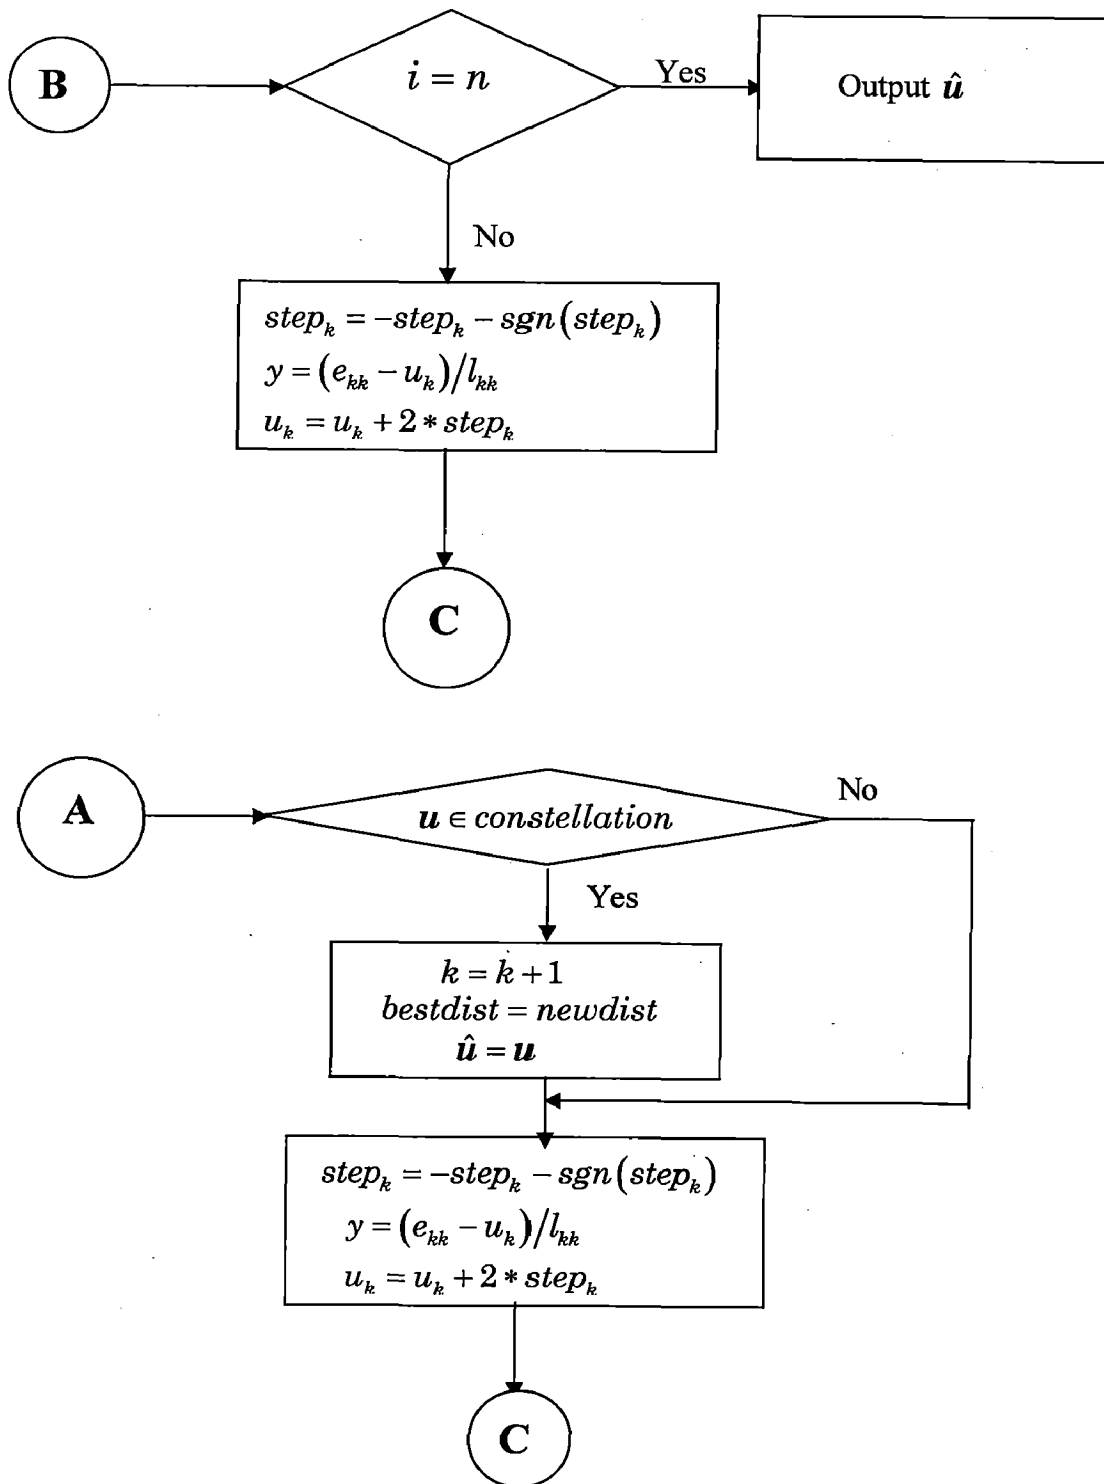 B
i = n
Yes
Output û
No
step_k = −step_k − sgn(step_k)
y = (e_kk − u_k)/l_kk
u_k = u_k + 2 * step_k
C
A
u ∈ constellation
No
Yes
k = k + 1
bestdist = newdist
û = u
step_k = −step_k − sgn(step_k)
y = (e_kk − u_k)/l_kk
u_k = u_k + 2 * step_k
C